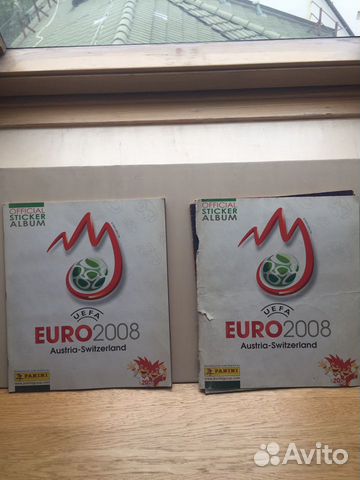 OFFICIAL
STICKER
ALBUM
UEFA
EURO2008
Austria-Switzerland
PANINI
OFFICIAL
STICKER
ALBUM
UEFA
EURO2008
Austria-Switzerland
PANINI
Avito